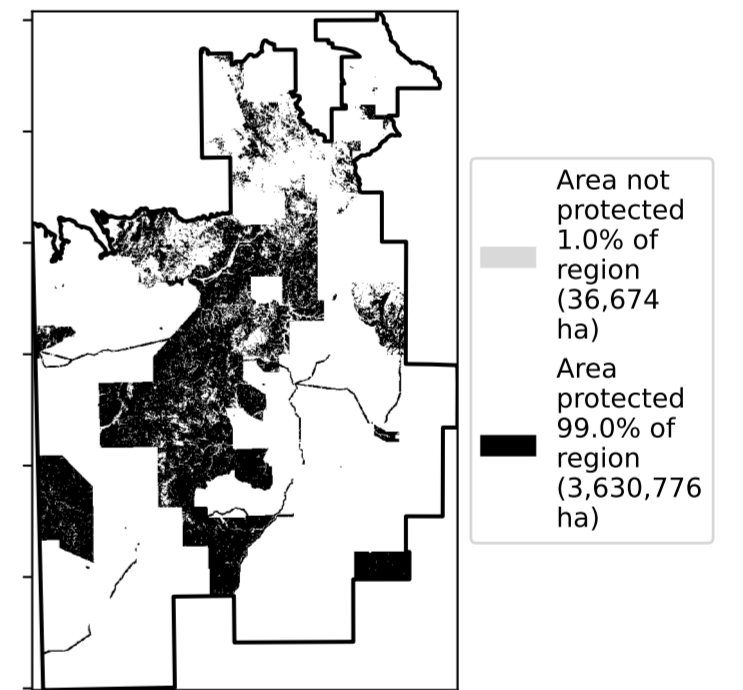 Area not
protected
1.0% of
region
(36,674
ha)
Area
protected
99.0% of
region
(3,630,776
ha)